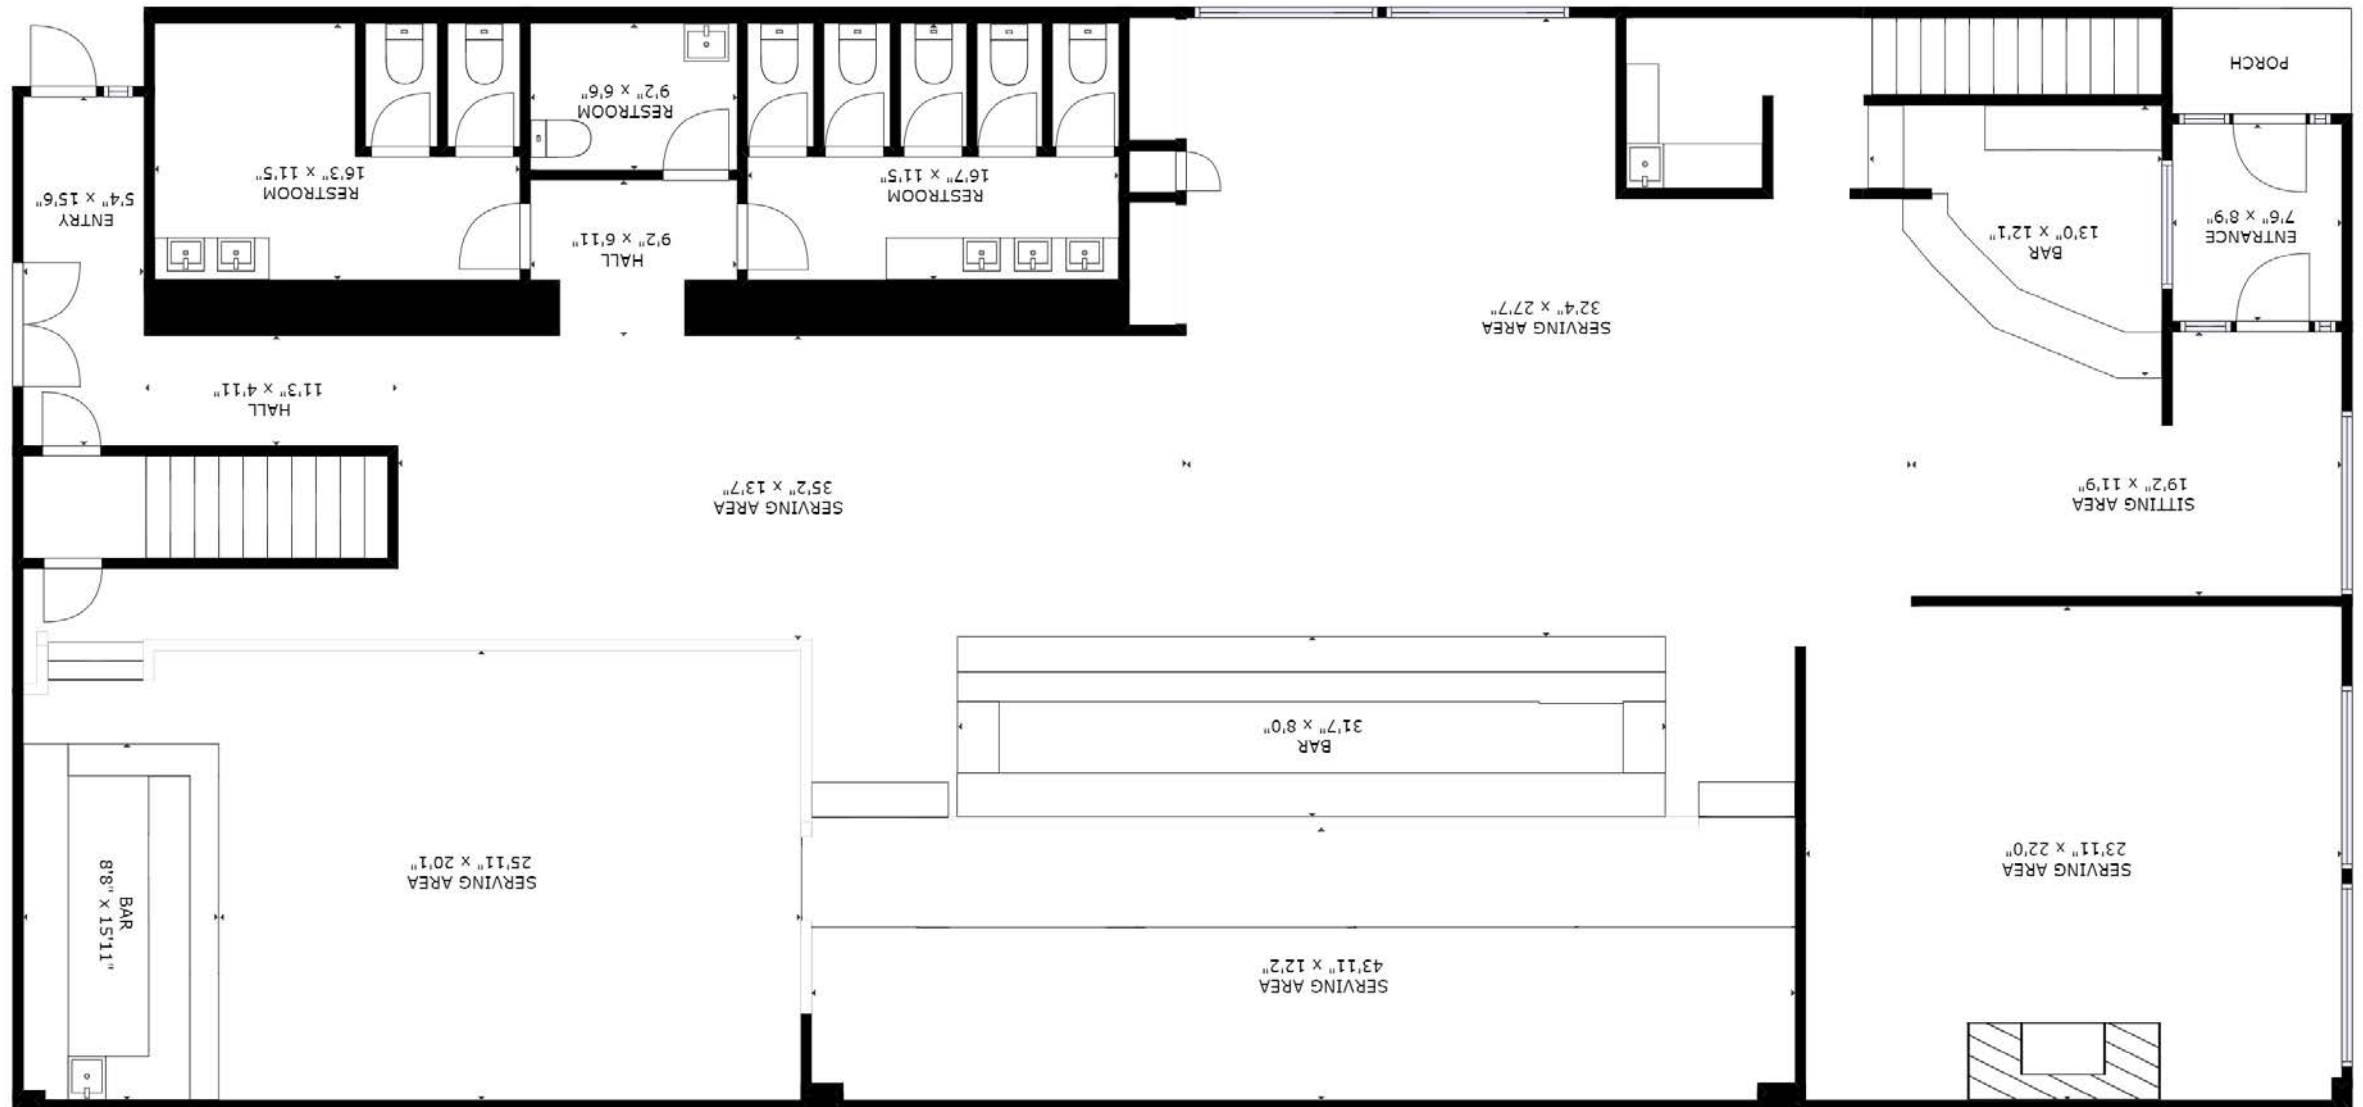 SERVING AREA
43'11" x 12'2"
SERVING AREA
23'11" x 22'0"
SERVING AREA
25'11" x 20'1"
BAR
8'8" x 15'11"
BAR
31'7" x 8'0"
SITTING AREA
19'2" x 11'9"
SERVING AREA
35'2" x 13'7"
HALL
11'3" x 4'11"
SERVING AREA
32'4" x 27'7"
ENTRANCE
7'6" x 8'9"
BAR
13'0" x 12'1"
HALL
9'2" x 6'11"
ENTRY
5'4" x 15'6"
RESTROOM
16'7" x 11'5"
RESTROOM
16'3" x 11'5"
RESTROOM
9'2" x 6'6"
PORCH